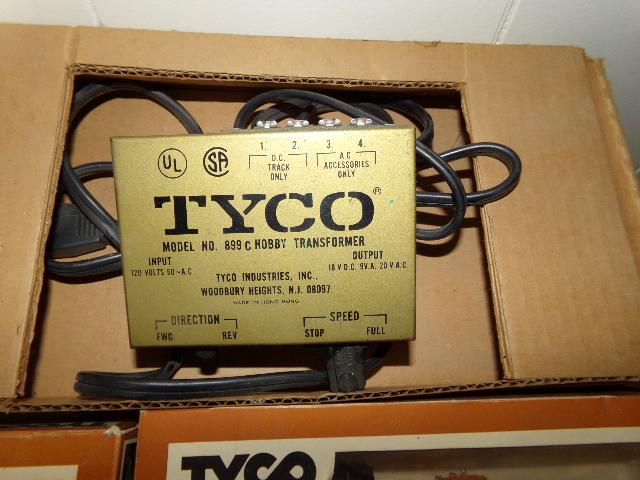 1. 2. 3. 4.
D.C. TRACK ONLY
A.C ACCESSORIES ONLY
UL SA
TYCO®
MODEL NO. 899 C HOBBY TRANSFORMER
INPUT OUTPUT
120 VOLTS 60~A.C 18 V D.C. 9V.A. 20 V A.C.
TYCO INDUSTRIES, INC.,
WOODBURY HEIGHTS, N.J. 08097
MADE IN HONG KONG
DIRECTION SPEED
FWD REV STOP FULL
TYCO